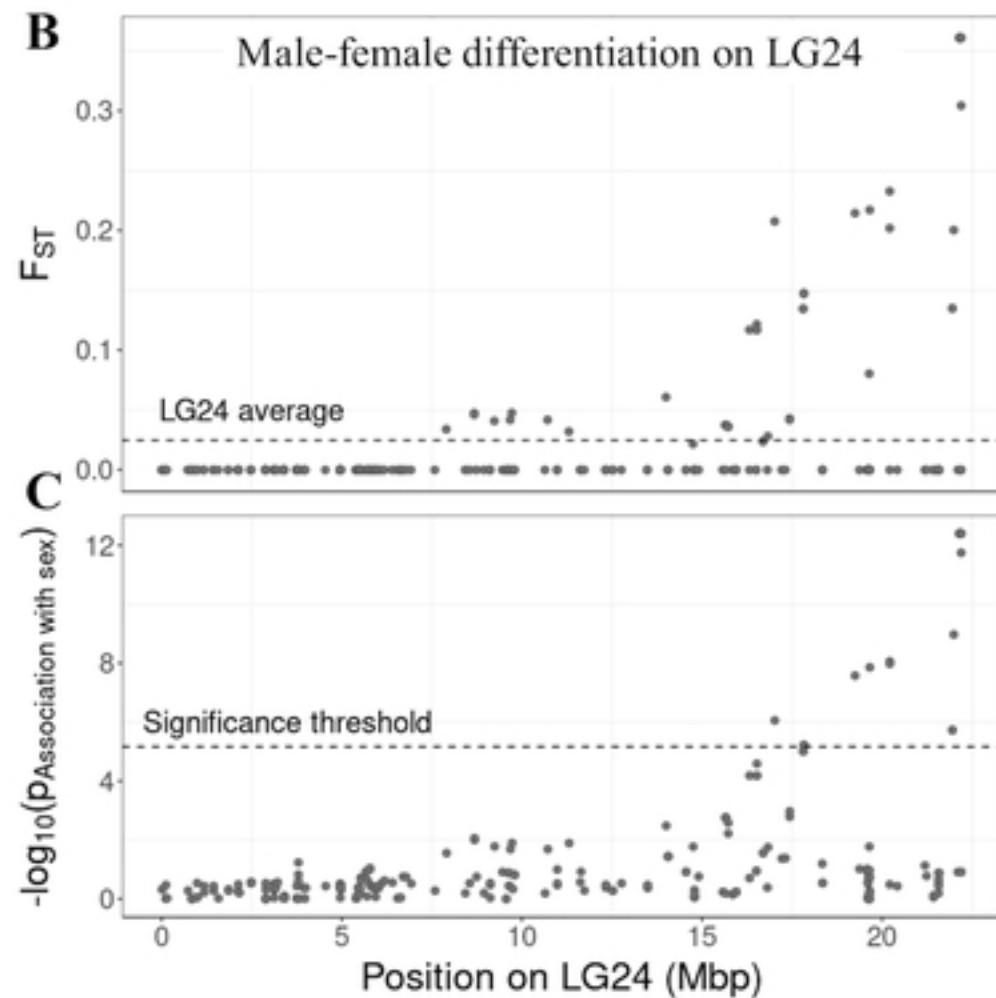 B
Male-female differentiation on LG24
FST
0.3
0.2
0.1
0.0
LG24 average
C
-log10(pAssociation with sex)
12
8
4
0
Significance threshold
0 5 10 15 20
Position on LG24 (Mbp)